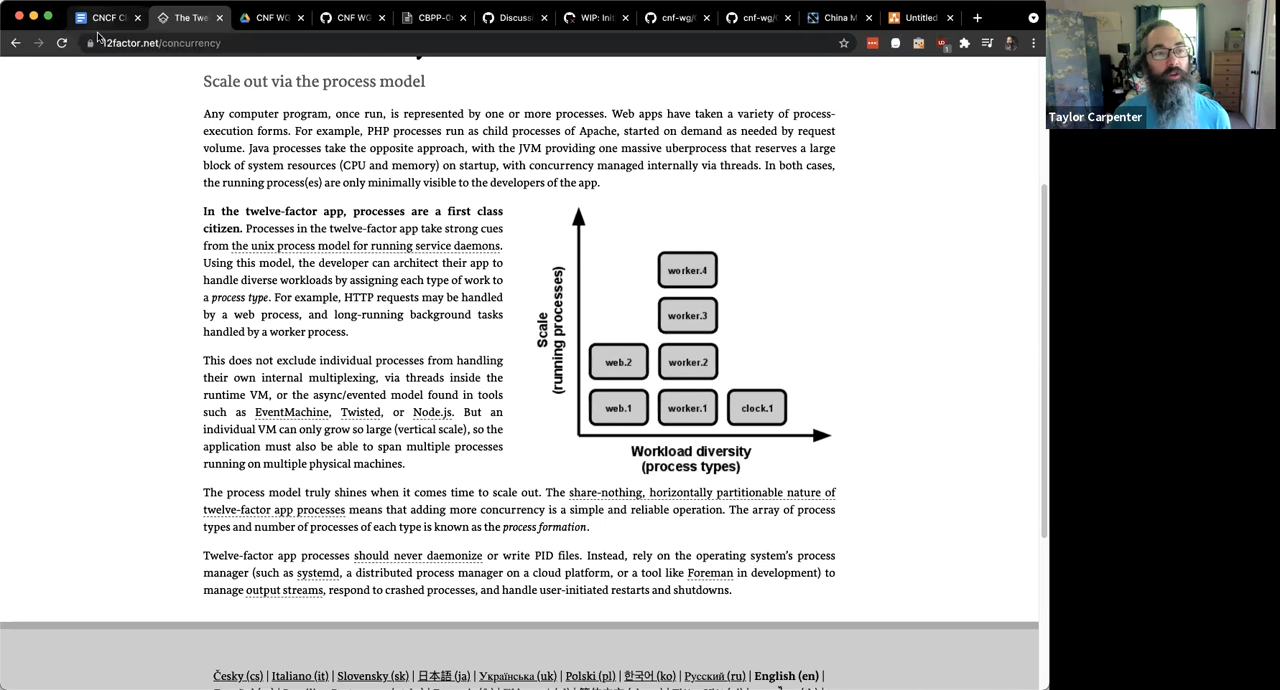 CNCF C
The Twe
CNF WG
CNF WG
CBPP-0
Discuss
WIP: Ini
cnf-wg/
cnf-wg/
China M
Untitled
12factor.net/concurrency
Scale out via the process model
Any computer program, once run, is represented by one or more processes. Web apps have taken a variety of process-
execution forms. For example, PHP processes run as child processes of Apache, started on demand as needed by request
volume. Java processes take the opposite approach, with the JVM providing one massive uberprocess that reserves a large
block of system resources (CPU and memory) on startup, with concurrency managed internally via threads. In both cases,
the running process(es) are only minimally visible to the developers of the app.
In the twelve-factor app, processes are a first class
citizen. Processes in the twelve-factor app take strong cues
from the unix process model for running service daemons.
Using this model, the developer can architect their app to
handle diverse workloads by assigning each type of work to
a process type. For example, HTTP requests may be handled
by a web process, and long-running background tasks
handled by a worker process.
This does not exclude individual processes from handling
their own internal multiplexing, via threads inside the
runtime VM, or the async/evented model found in tools
such as EventMachine, Twisted, or Node.js. But an
individual VM can only grow so large (vertical scale), so the
application must also be able to span multiple processes
running on multiple physical machines.
Scale
(running processes)
worker.4
worker.3
web.2
worker.2
web.1
worker.1
clock.1
Workload diversity
(process types)
The process model truly shines when it comes time to scale out. The share-nothing, horizontally partitionable nature of
twelve-factor app processes means that adding more concurrency is a simple and reliable operation. The array of process
types and number of processes of each type is known as the process formation.
Twelve-factor app processes should never daemonize or write PID files. Instead, rely on the operating system's process
manager (such as systemd, a distributed process manager on a cloud platform, or a tool like Foreman in development) to
manage output streams, respond to crashed processes, and handle user-initiated restarts and shutdowns.
Česky (cs) | Italiano (it) | Slovensky (sk) | 日本語 (ja) | Українська (uk) | Polski (pl) | 한국어 (ko) | Русский (ru) | English (en) |
Taylor Carpenter